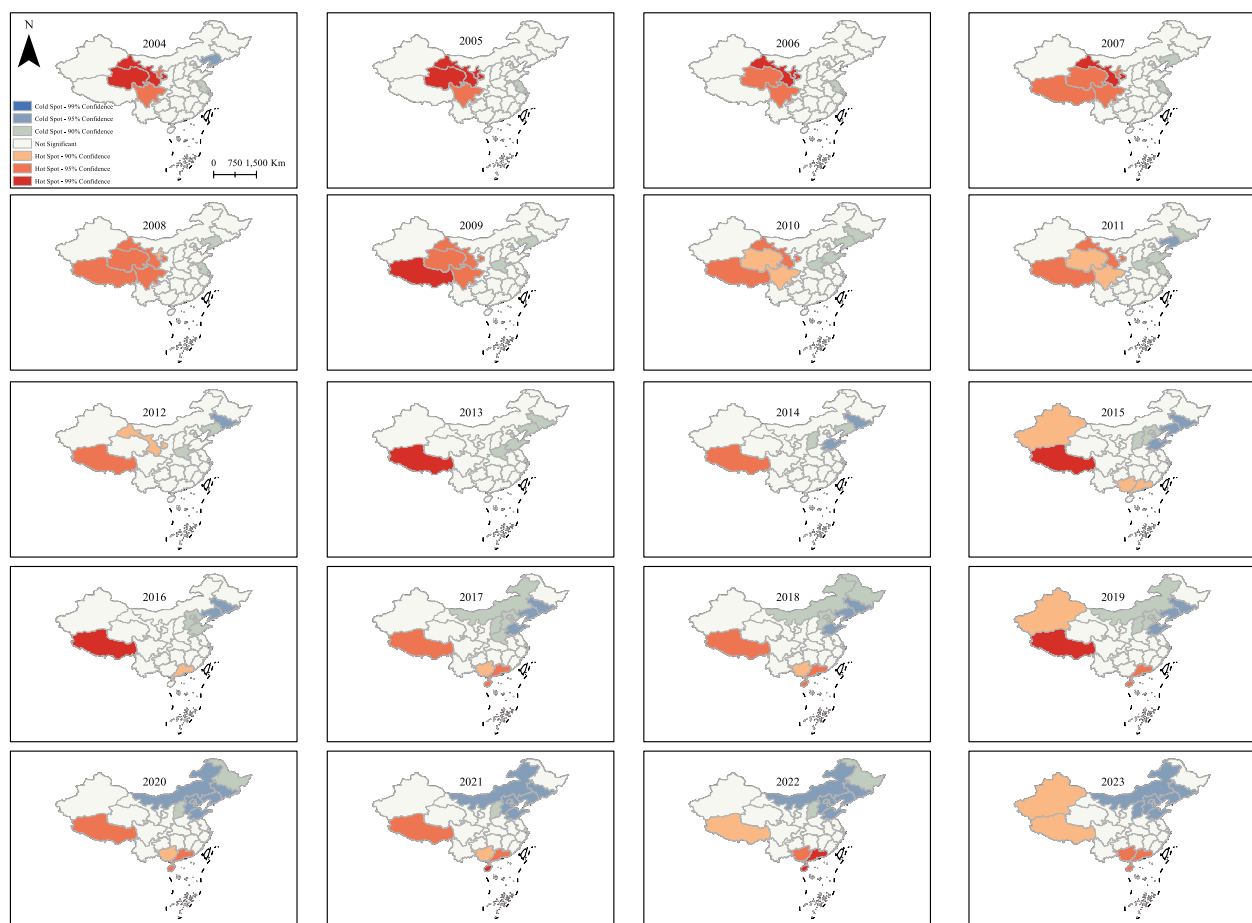 N
2004
Cold Spot - 99% Confidence
Cold Spot - 95% Confidence
Cold Spot - 90% Confidence
Not Significant
Hot Spot - 90% Confidence
Hot Spot - 95% Confidence
Hot Spot - 99% Confidence
0 750 1,500 Km
2005
2006
2007
2008
2009
2010
2011
2012
2013
2014
2015
2016
2017
2018
2019
2020
2021
2022
2023